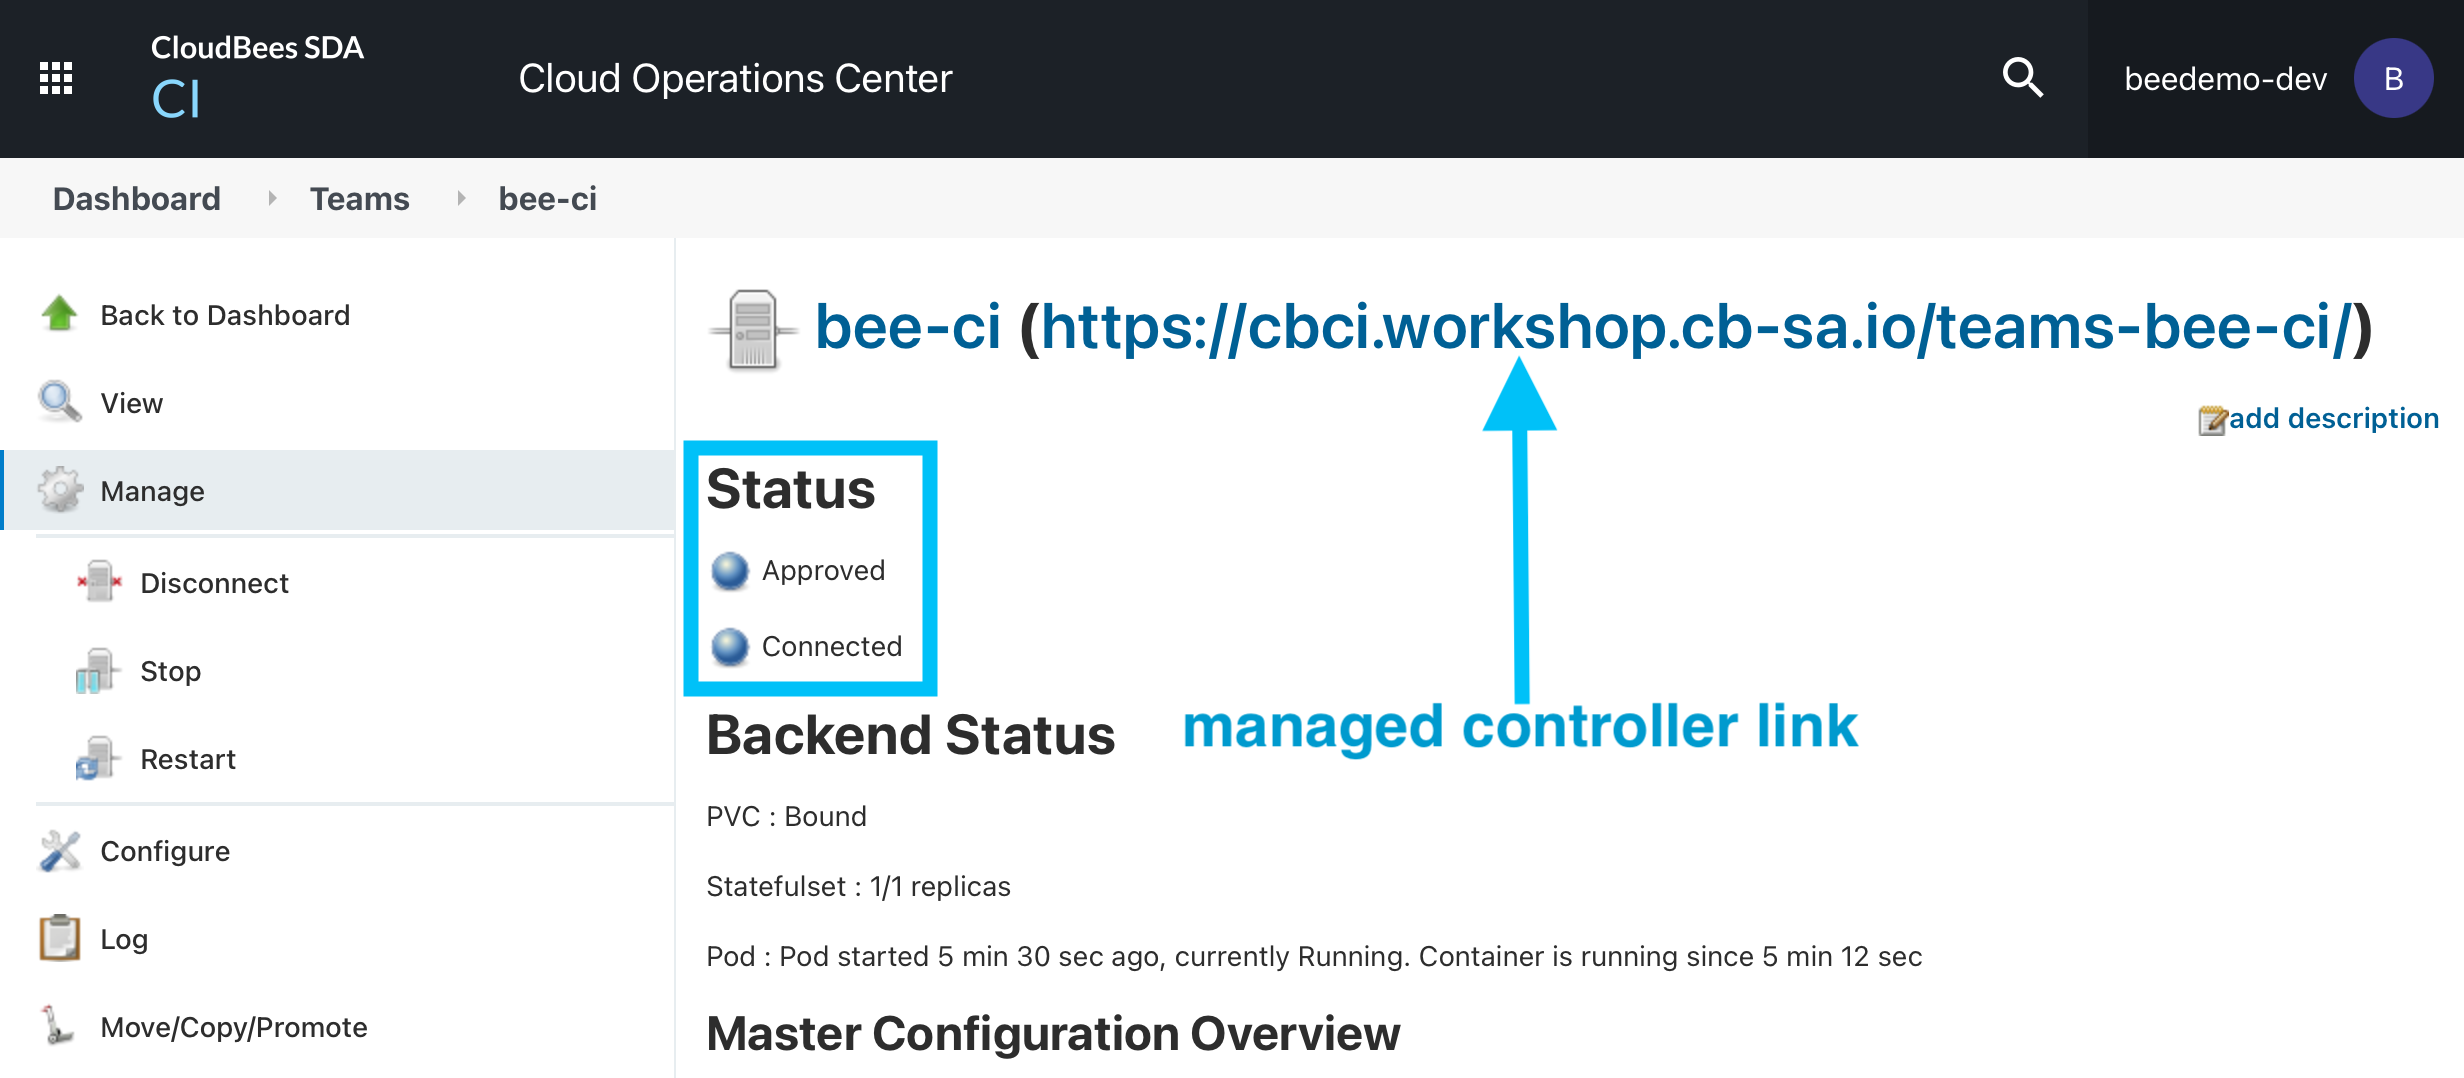 CloudBees SDA
CI
Cloud Operations Center
beedemo-dev
B
Dashboard
Teams
bee-ci
Back to Dashboard
View
Manage
Disconnect
Stop
Restart
Configure
Log
Move/Copy/Promote
bee-ci (https://cbci.workshop.cb-sa.io/teams-bee-ci/)
add description
Status
Approved
Connected
managed controller link
Backend Status
PVC : Bound
Statefulset : 1/1 replicas
Pod : Pod started 5 min 30 sec ago, currently Running. Container is running since 5 min 12 sec
Master Configuration Overview